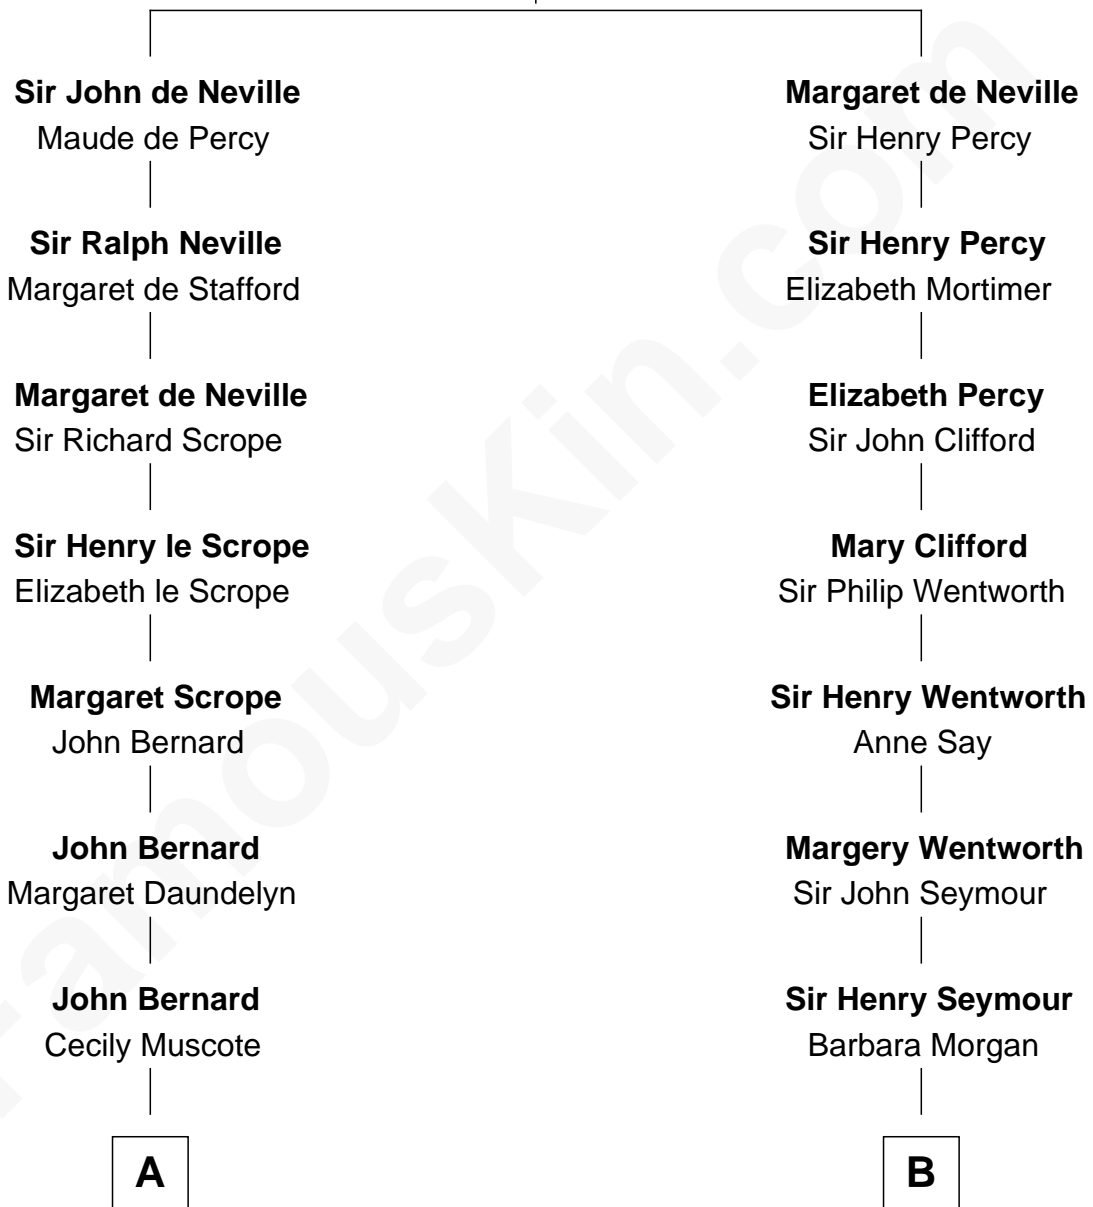 Sir John de Neville
Maude de Percy
Sir Ralph Neville
Margaret de Stafford
Margaret de Neville
Sir Richard Scrope
Sir Henry le Scrope
Elizabeth le Scrope
Margaret Scrope
John Bernard
John Bernard
Margaret Daundelyn
John Bernard
Cecily Muscote
A
Margaret de Neville
Sir Henry Percy
Sir Henry Percy
Elizabeth Mortimer
Elizabeth Percy
Sir John Clifford
Mary Clifford
Sir Philip Wentworth
Sir Henry Wentworth
Anne Say
Margery Wentworth
Sir John Seymour
Sir Henry Seymour
Barbara Morgan
B
FamousKin.com